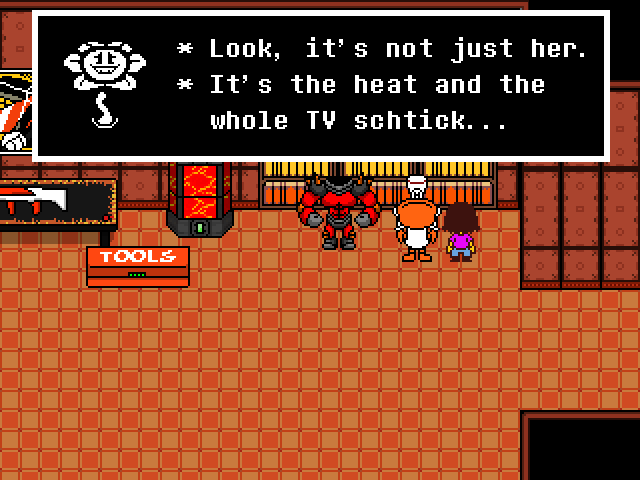 * Look, it's not just her.
* It's the heat and the
whole TV schtick...
TOOLS